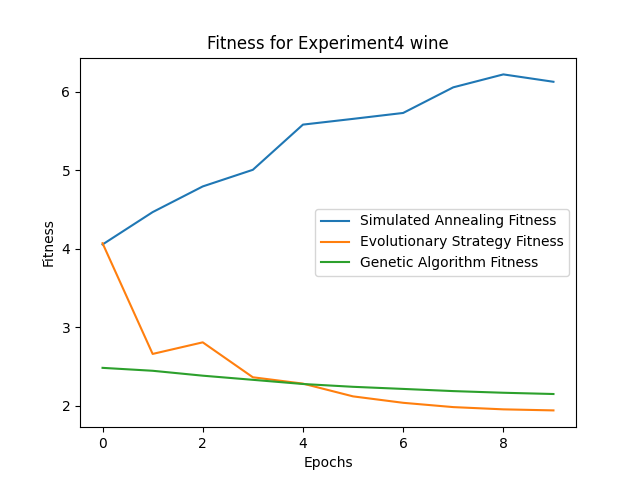 Fitness for Experiment4 wine
6
5
4
3
2
Fitness
Simulated Annealing Fitness
Evolutionary Strategy Fitness
Genetic Algorithm Fitness
0 2 4 6 8
Epochs